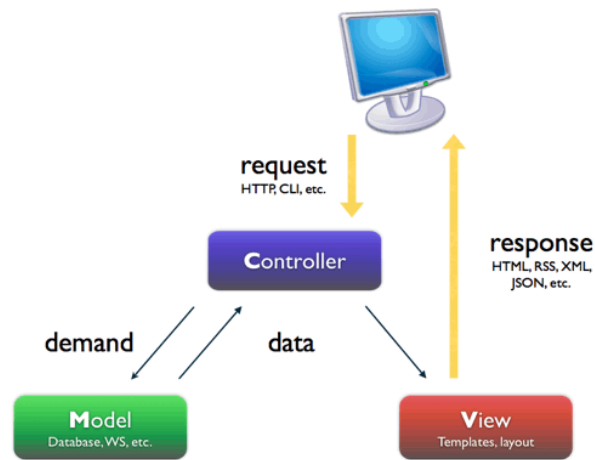 request
HTTP, CLI, etc.
Controller
response
HTML, RSS, XML,
JSON, etc.
demand
data
Model
Database, WS, etc.
View
Templates, layout